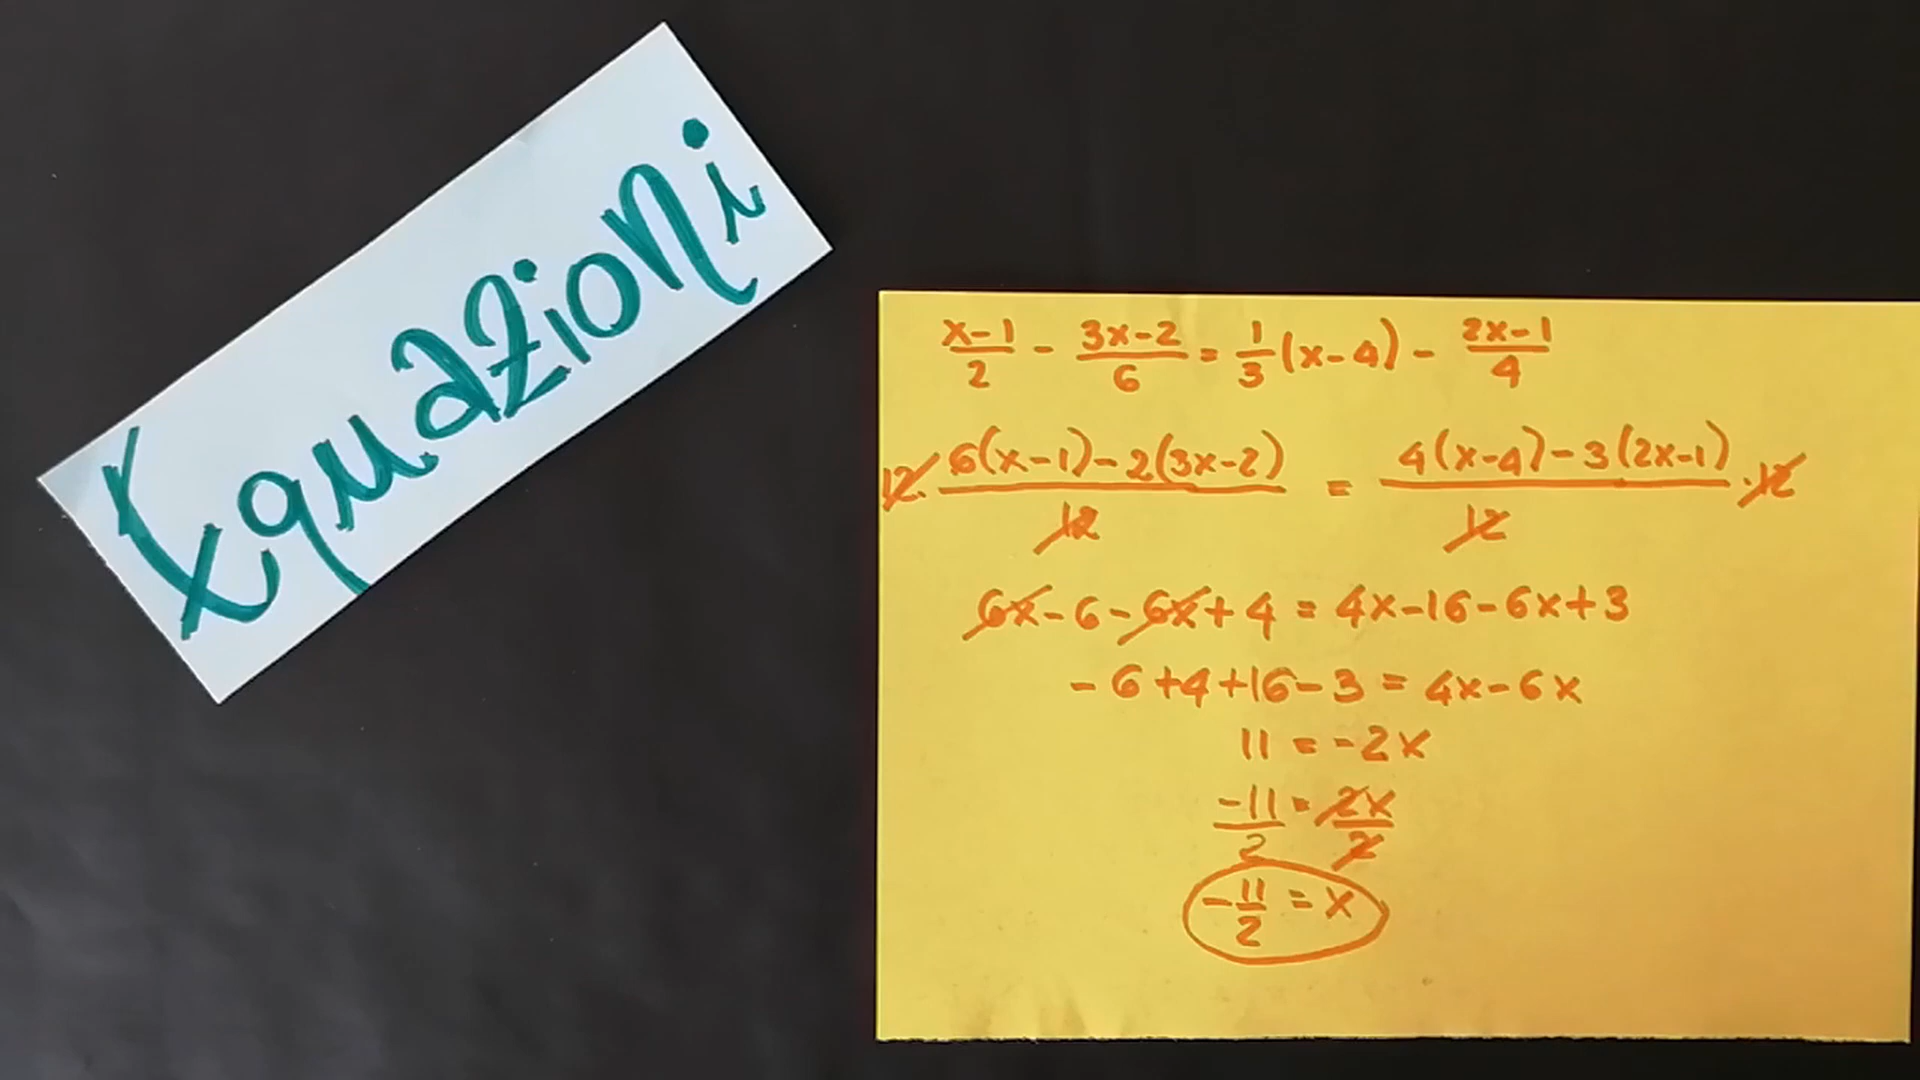 Equazioni
x-1/2 - 3x-2/6 = 1/3 (x-4) - 2x-1/4
12 · 6(x-1)-2(3x-2)/12 = 4(x-4)-3(2x-1)/12 · 12
6x-6-6x+4 = 4x-16-6x+3
-6+4+16-3 = 4x-6x
11 = -2x
-11/2 = 2x/2
-11/2 = x